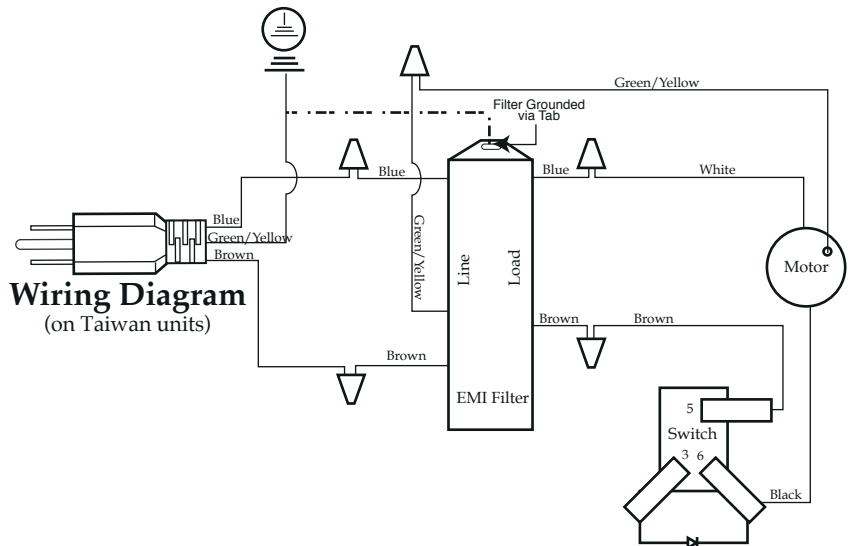 Green/Yellow
Filter Grounded
via Tab
Blue
Blue
White
Blue
Green/Yellow
Brown
Green/Yellow
Line
Load
Motor
Wiring Diagram
(on Taiwan units)
Brown
Brown
Brown
EMI Filter
5
Switch
3 6
Black